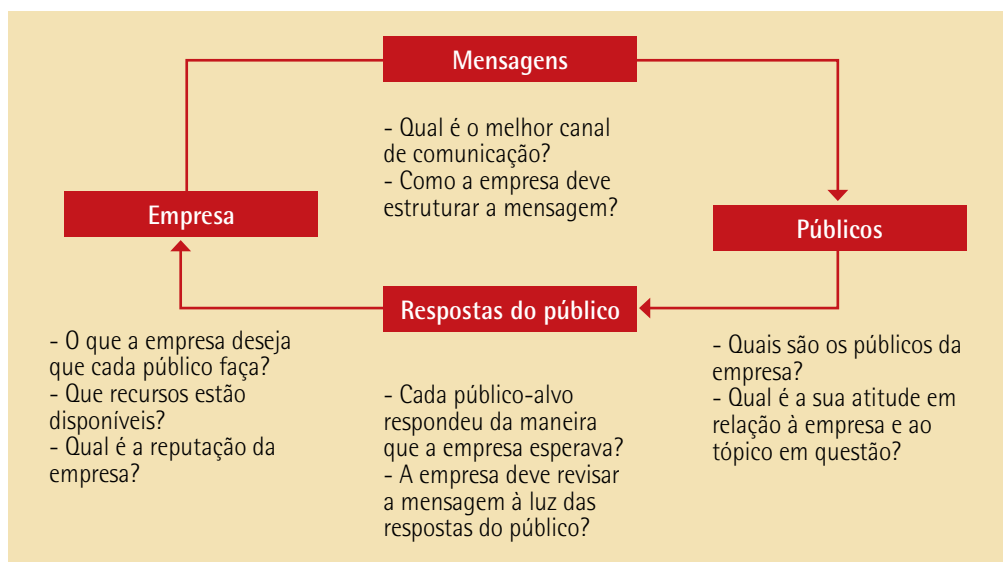 Mensagens
- Qual é o melhor canal
de comunicação?
- Como a empresa deve
estruturar a mensagem?
Empresa
- O que a empresa deseja
que cada público faça?
- Que recursos estão
disponíveis?
- Qual é a reputação da
empresa?
Públicos
- Quais são os públicos da
empresa?
- Qual é a sua atitude em
relação à empresa e ao
tópico em questão?
Respostas do público
- Cada público-alvo
respondeu da maneira
que a empresa esperava?
- A empresa deve revisar
a mensagem à luz das
respostas do público?